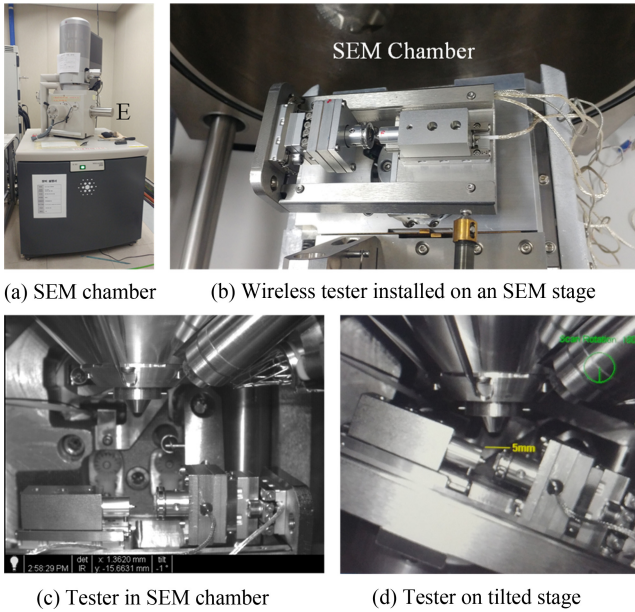 E
(a) SEM chamber
SEM Chamber
(b) Wireless tester installed on an SEM stage
2:58:29 PM
det
IR
x: 1.3620 mm
y: -15.6631 mm
tilt
-1 °
(c) Tester in SEM chamber
5mm
(d) Tester on tilted stage